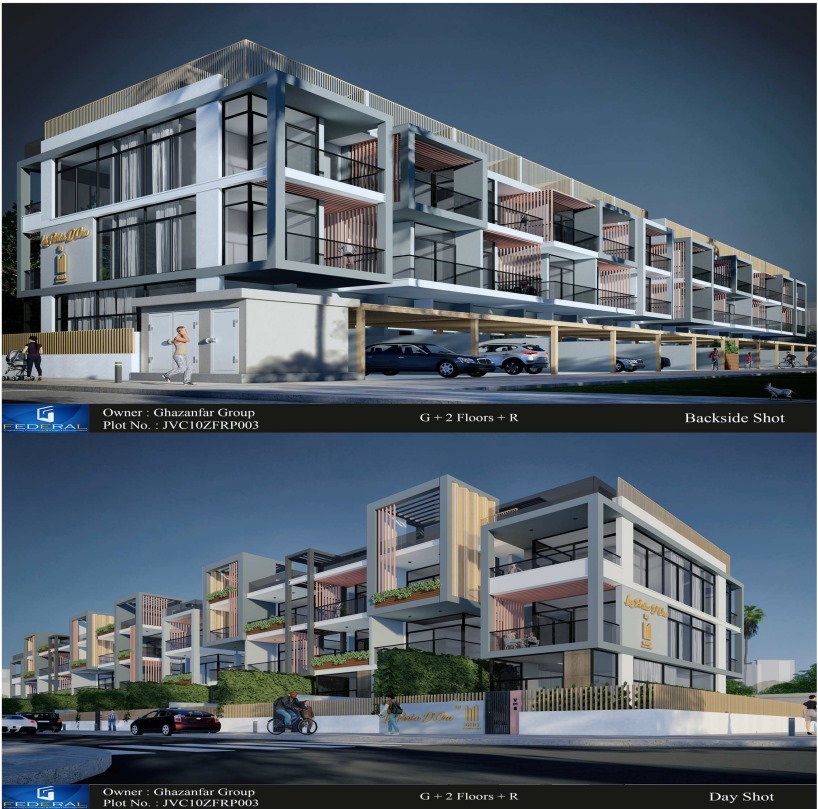 FEDERAL
Owner : Ghazanfar Group
Plot No. : JVC10ZFRP003
G + 2 Floors + R
Backside Shot
FEDERAL
Owner : Ghazanfar Group
Plot No. : JVC10ZFRP003
G + 2 Floors + R
Day Shot